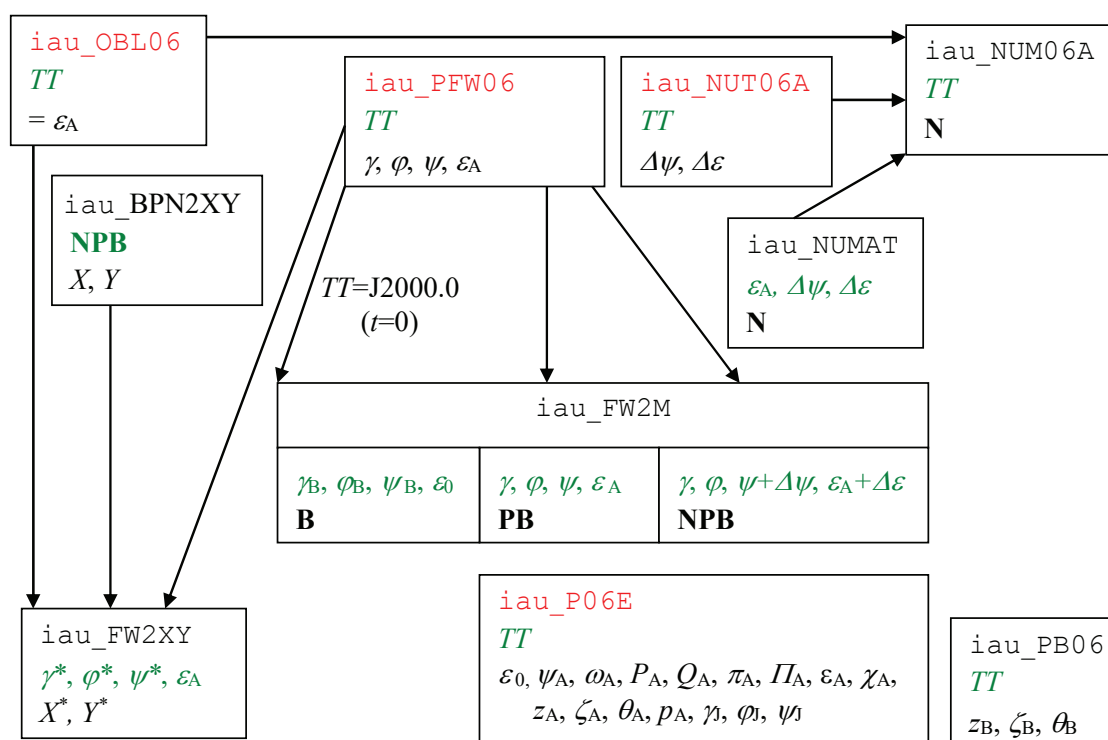 iau_OBL06
TT
= εA
iau_PFW06
TT
γ, φ, ψ, εA
iau_NUT06A
TT
Δψ, Δε
iau_NUM06A
TT
N
iau_BPN2XY
NPB
X, Y
iau_NUMAT
εA, Δψ, Δε
N
TT=J2000.0
(t=0)
iau_FW2M
γB, φB, ψB, ε0
B
γ, φ, ψ, εA
PB
γ, φ, ψ+Δψ, εA+Δε
NPB
iau_FW2XY
γ*, φ*, ψ*, εA
X*, Y*
iau_P06E
TT
ε0, ψA, ωA, PA, QA, πA, ΠA, εA, χA,
zA, ζA, θA, pA, γJ, φJ, ψJ
iau_PB06
TT
zB, ζB, θB